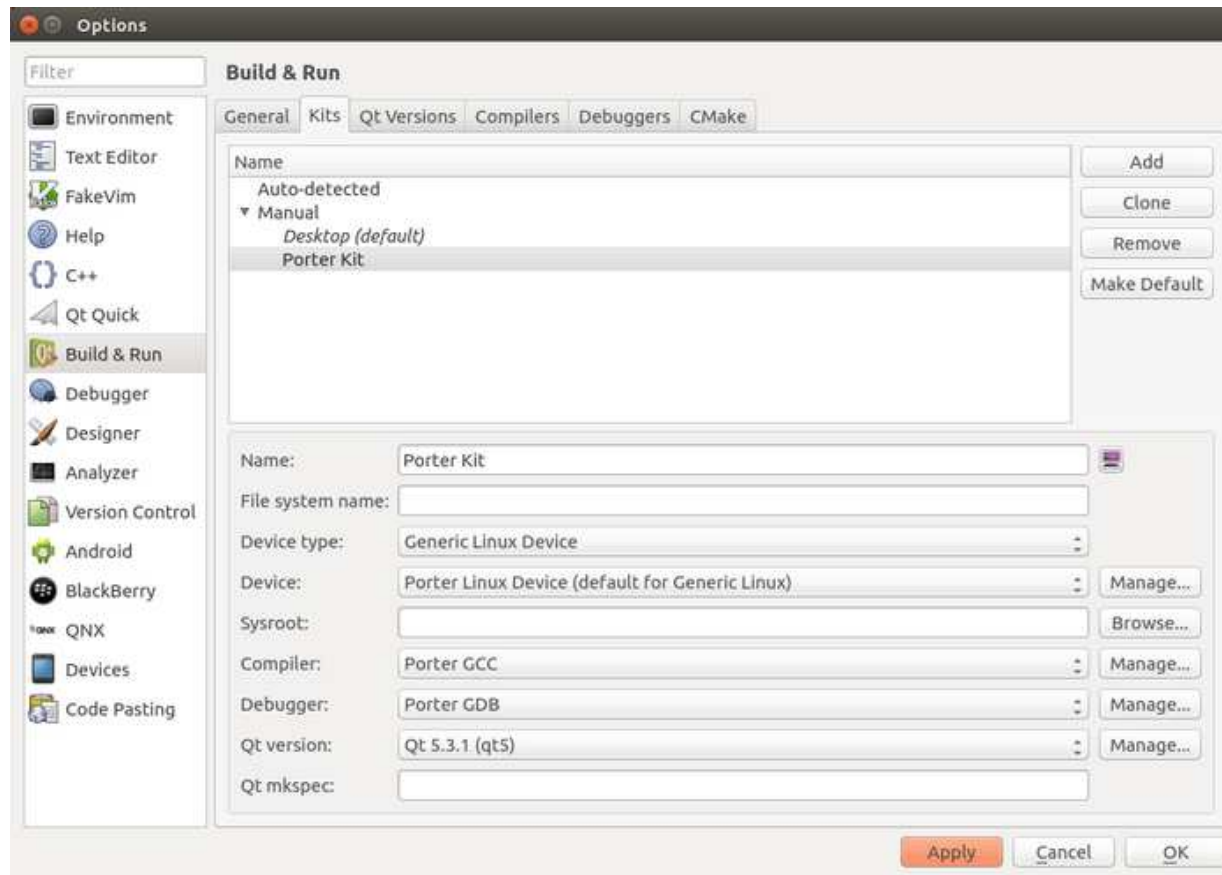 Options
Filter
Build & Run
Environment
Text Editor
FakeVim
Help
C++
Qt Quick
Build & Run
Debugger
Designer
Analyzer
Version Control
Android
BlackBerry
QNX
Devices
Code Pasting
General Kits Qt Versions Compilers Debuggers CMake
Name
Auto-detected
Manual
Desktop (default)
Porter Kit
Add
Clone
Remove
Make Default
Name: Porter Kit
File system name:
Device type: Generic Linux Device
Device: Porter Linux Device (default for Generic Linux) Manage...
Sysroot: Browse...
Compiler: Porter GCC Manage...
Debugger: Porter GDB Manage...
Qt version: Qt 5.3.1 (qt5) Manage...
Qt mkspec:
Apply Cancel OK